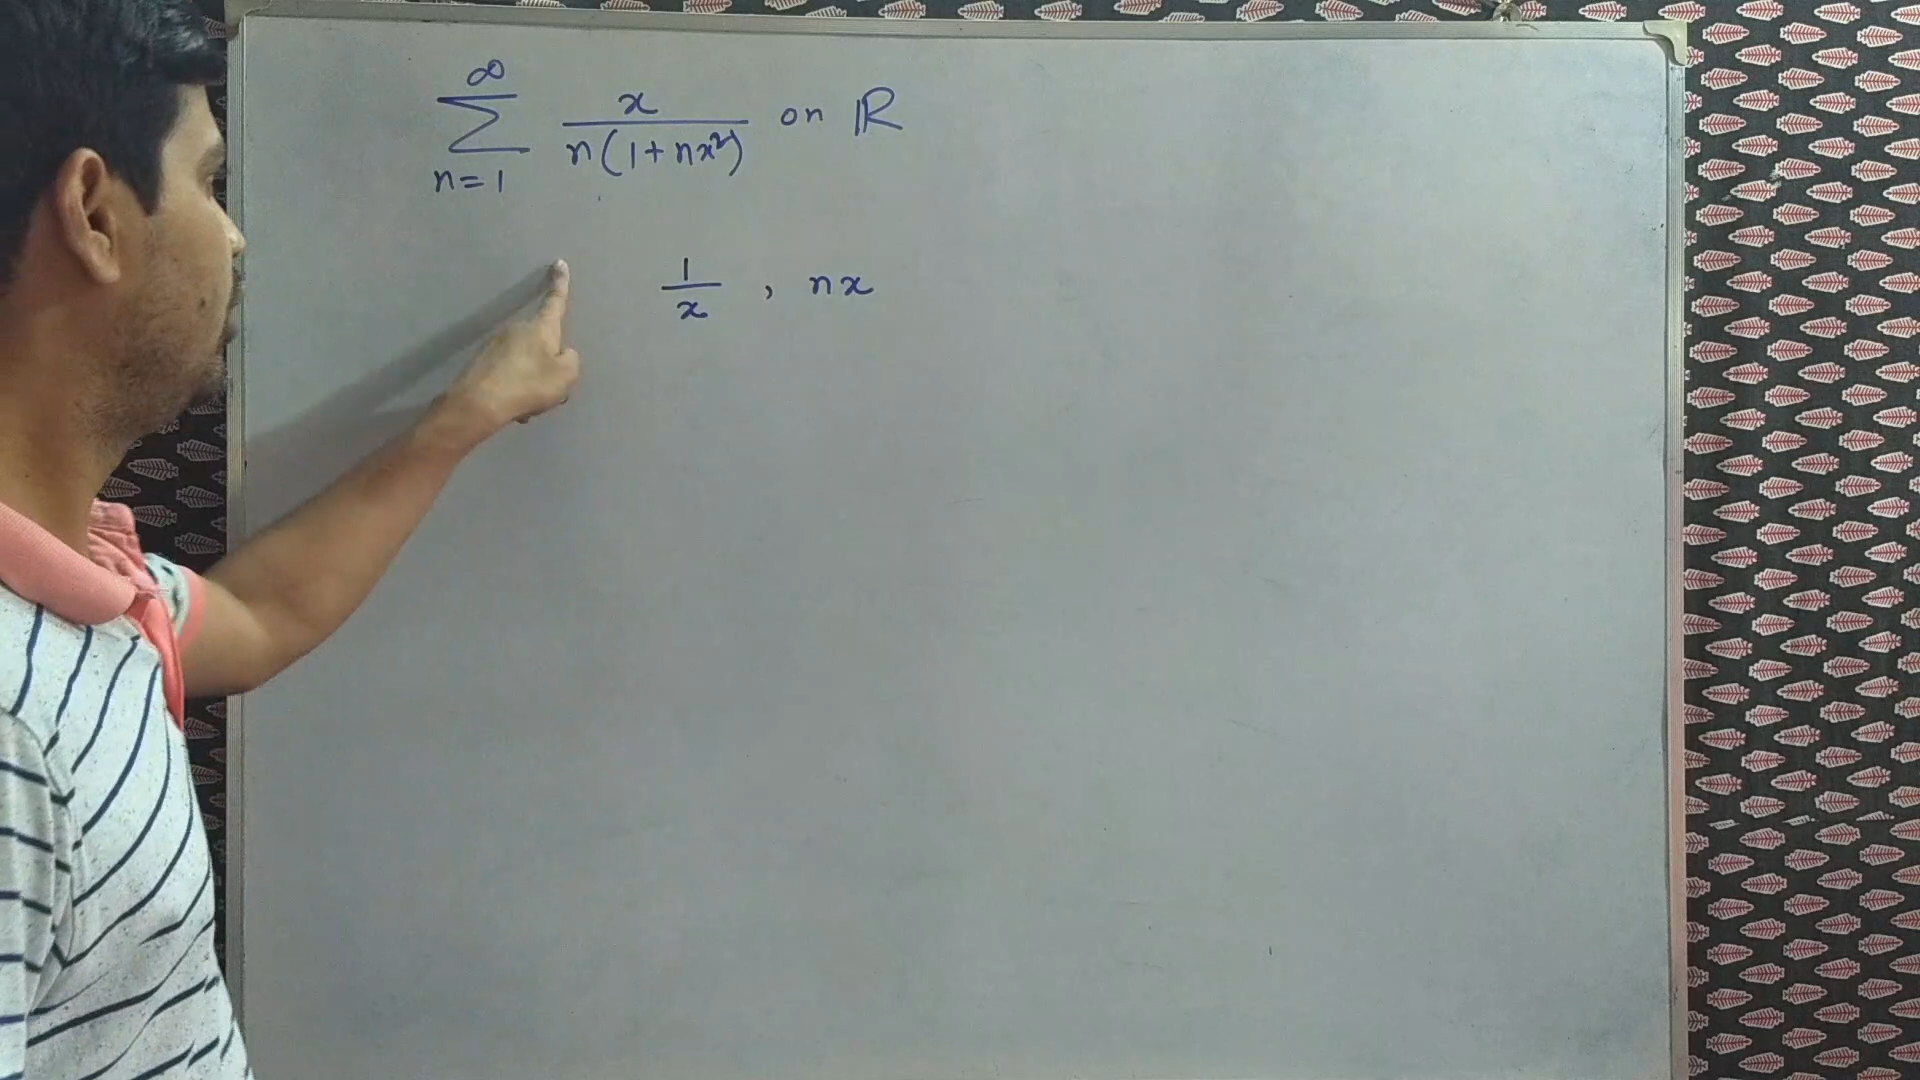 ∞
∑ x/(n(1+nx²)) on ℝ
n=1
1/x , nx